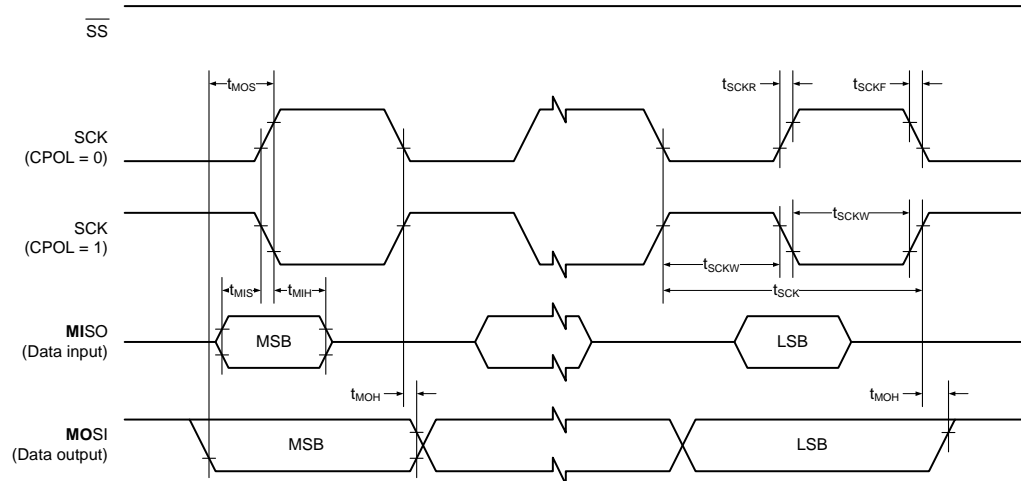 SS
tMOS
tSCKR
tSCKF
SCK
(CPOL = 0)
SCK
(CPOL = 1)
tSCKW
tSCKW
tSCK
tMIS
tMIH
MISO
(Data input)
MSB
LSB
tMOH
tMOH
MOSI
(Data output)
MSB
LSB